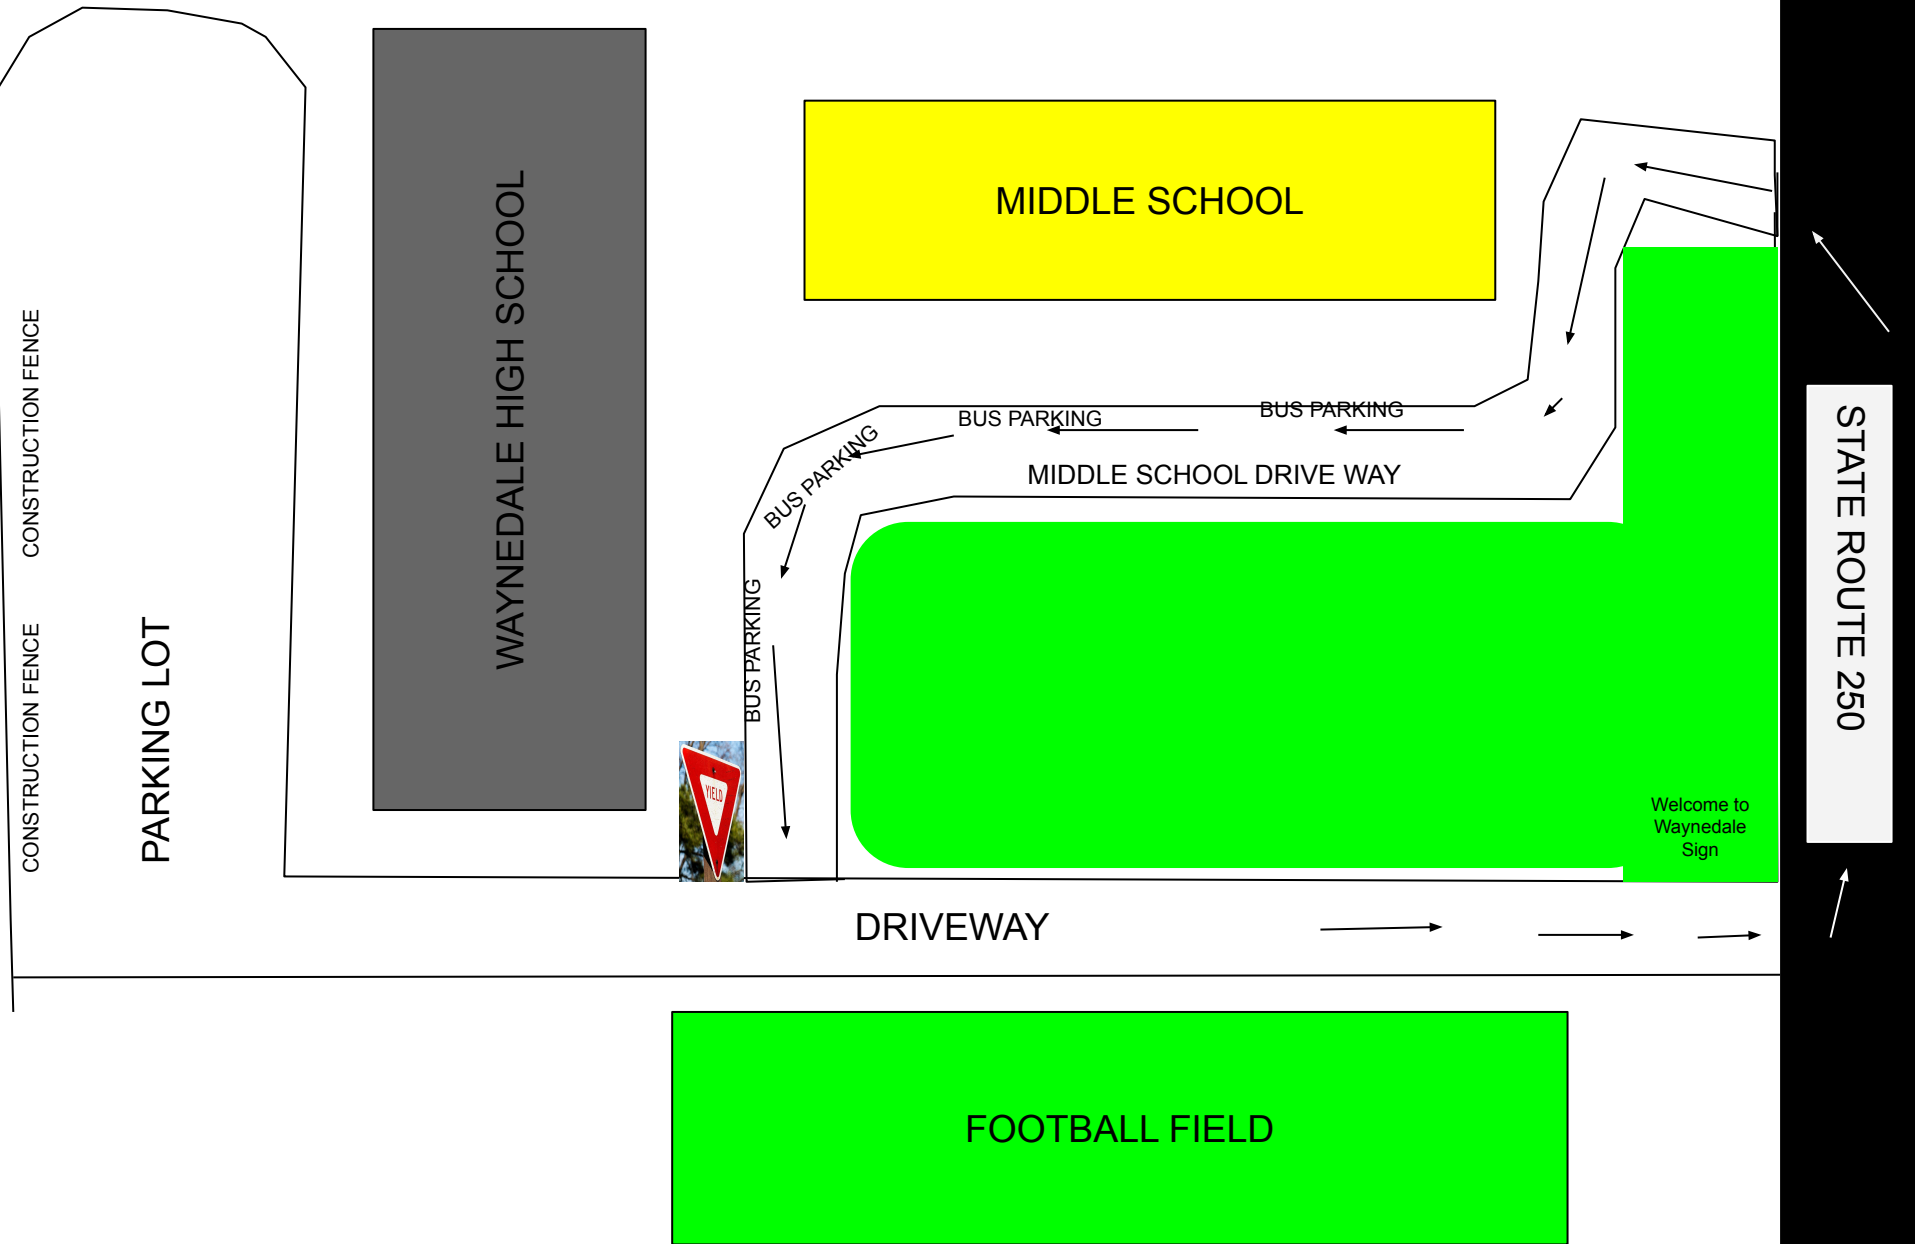 WAYNEDALE HIGH SCHOOL
MIDDLE SCHOOL
CONSTRUCTION FENCE
CONSTRUCTION FENCE
PARKING LOT
BUS PARKING
BUS PARKING
BUS PARKING
BUS PARKING
MIDDLE SCHOOL DRIVE WAY
STATE ROUTE 250
YIELD
Welcome to
Waynedale
Sign
DRIVEWAY
FOOTBALL FIELD